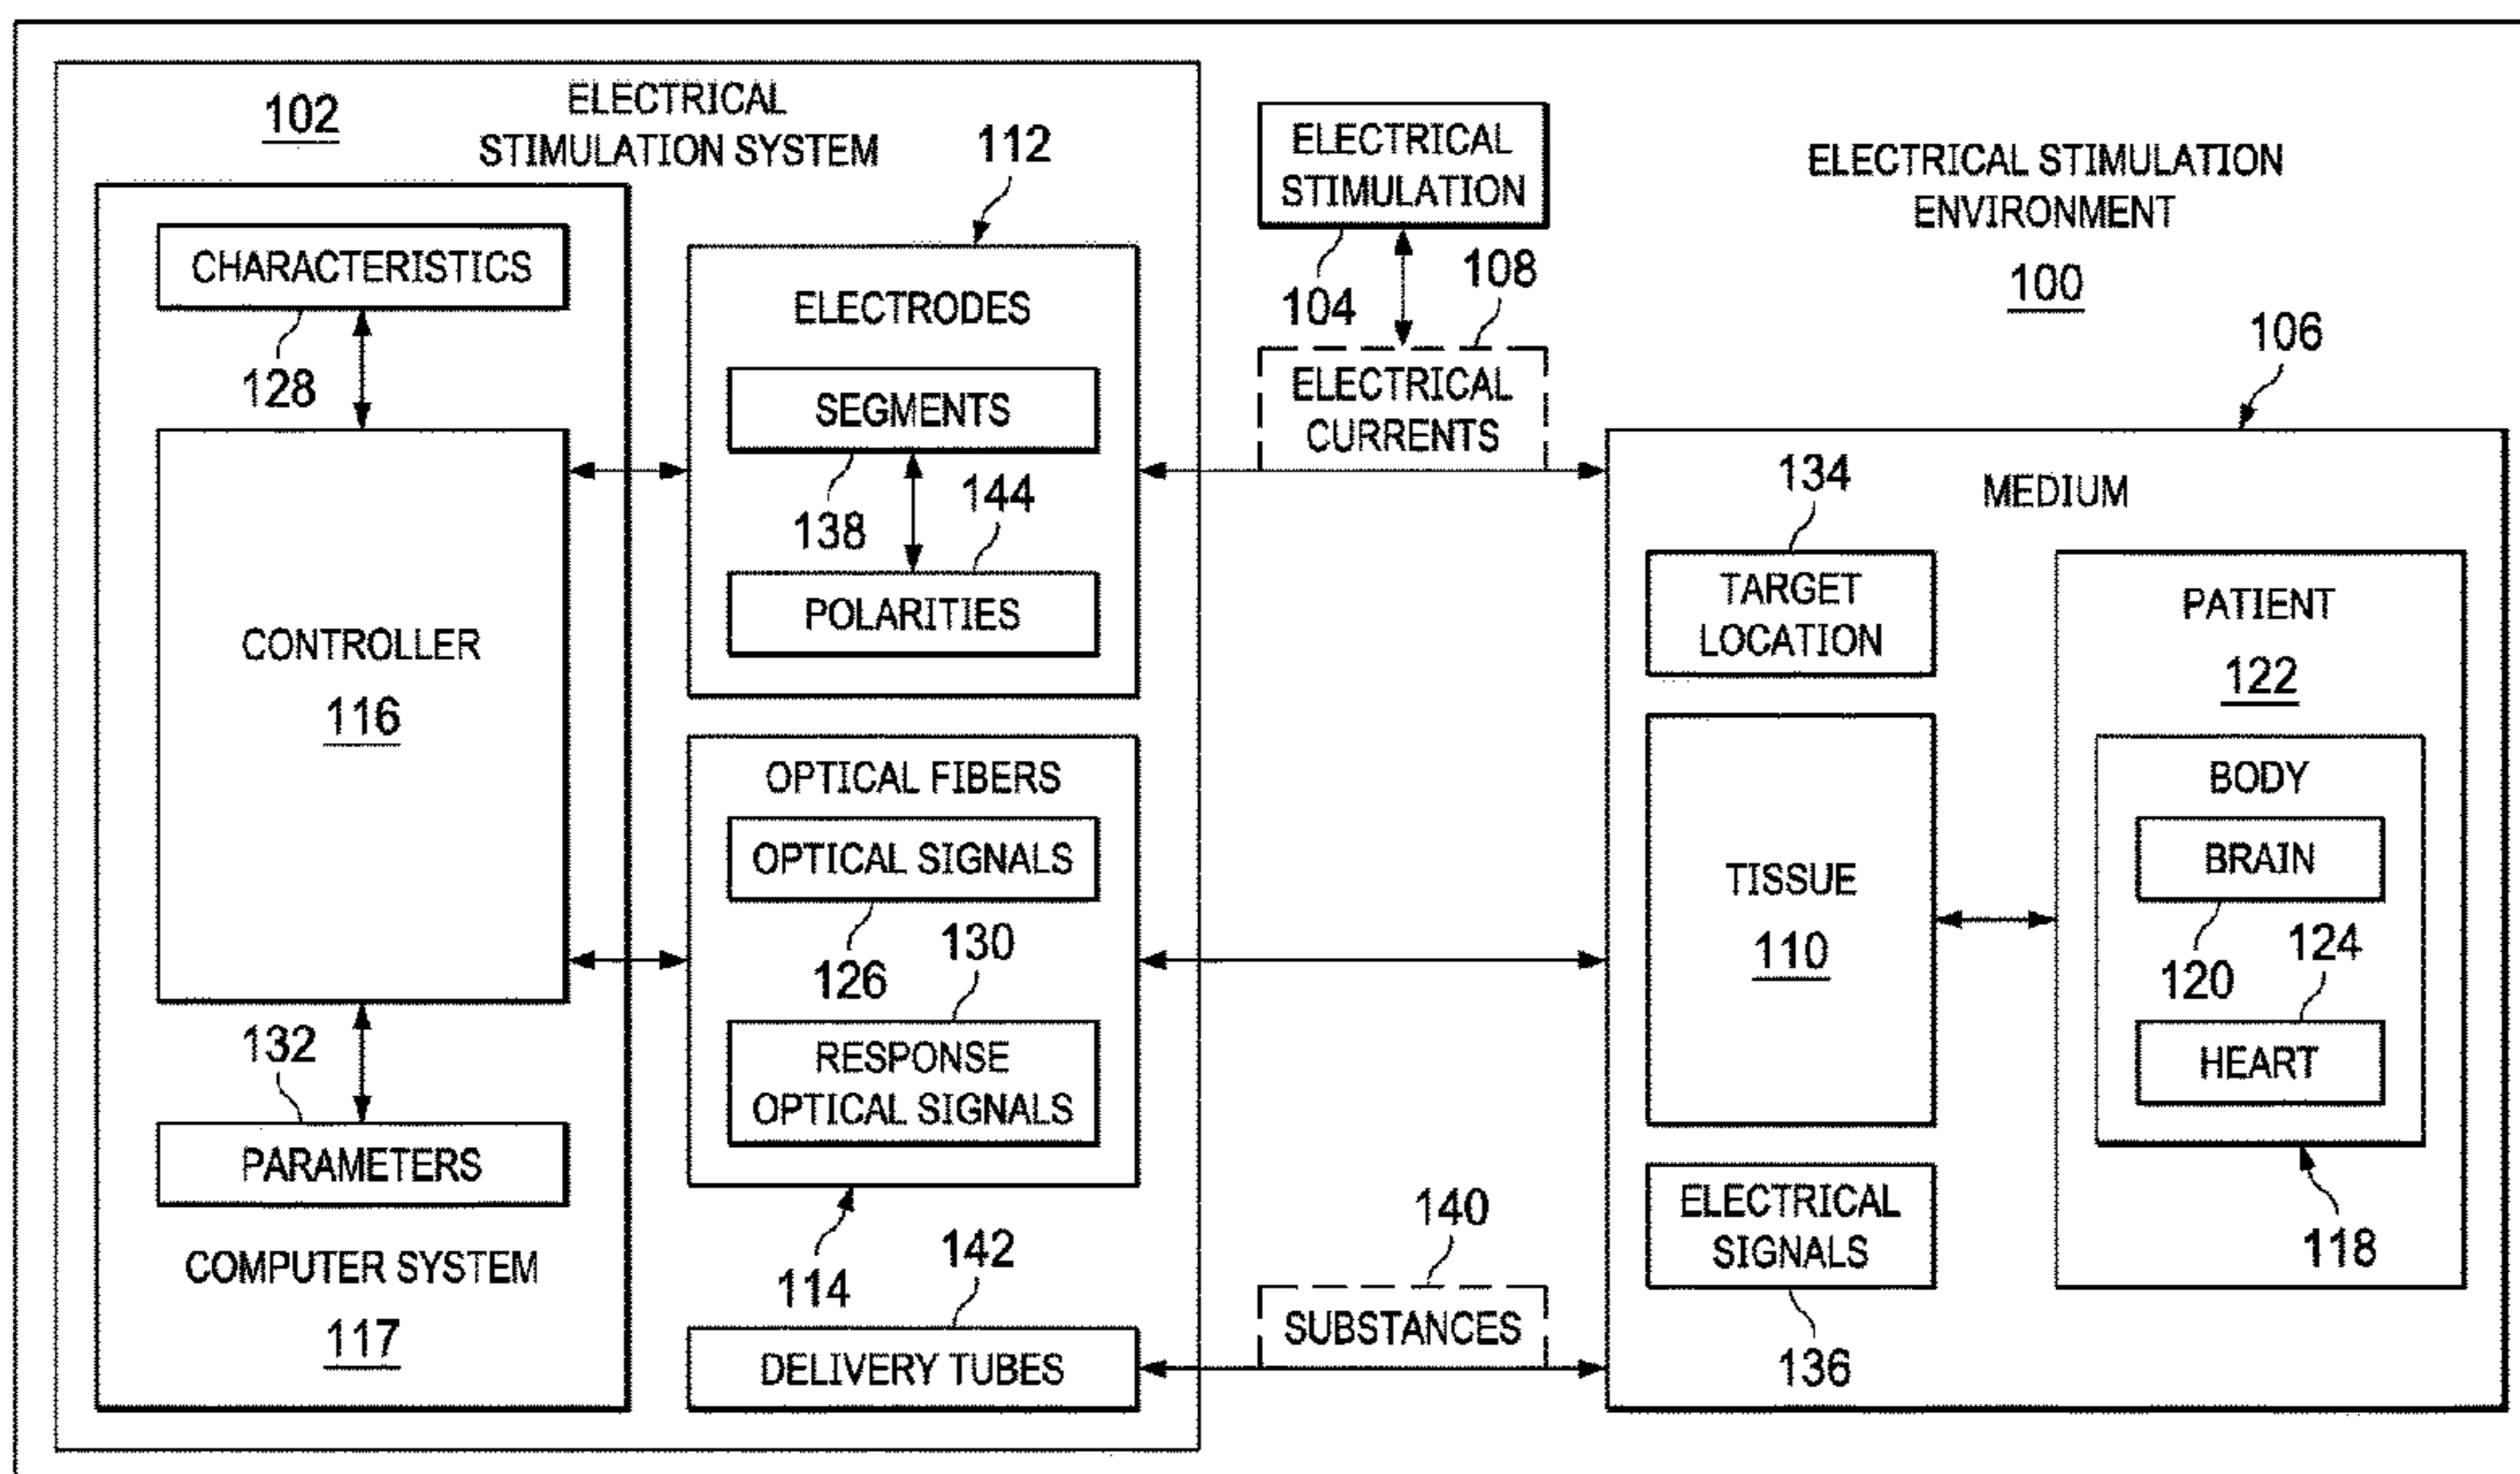 102
ELECTRICAL
STIMULATION SYSTEM
112
CHARACTERISTICS
128
CONTROLLER
116
132
PARAMETERS
COMPUTER SYSTEM
117
ELECTRODES
SEGMENTS
138
144
POLARITIES
OPTICAL FIBERS
OPTICAL SIGNALS
126
130
RESPONSE
OPTICAL SIGNALS
114
142
DELIVERY TUBES
ELECTRICAL
STIMULATION
104
108
ELECTRICAL
CURRENTS
140
SUBSTANCES
ELECTRICAL STIMULATION
ENVIRONMENT
100
106
MEDIUM
134
TARGET
LOCATION
TISSUE
110
ELECTRICAL
SIGNALS
136
PATIENT
122
BODY
BRAIN
120
124
HEART
118